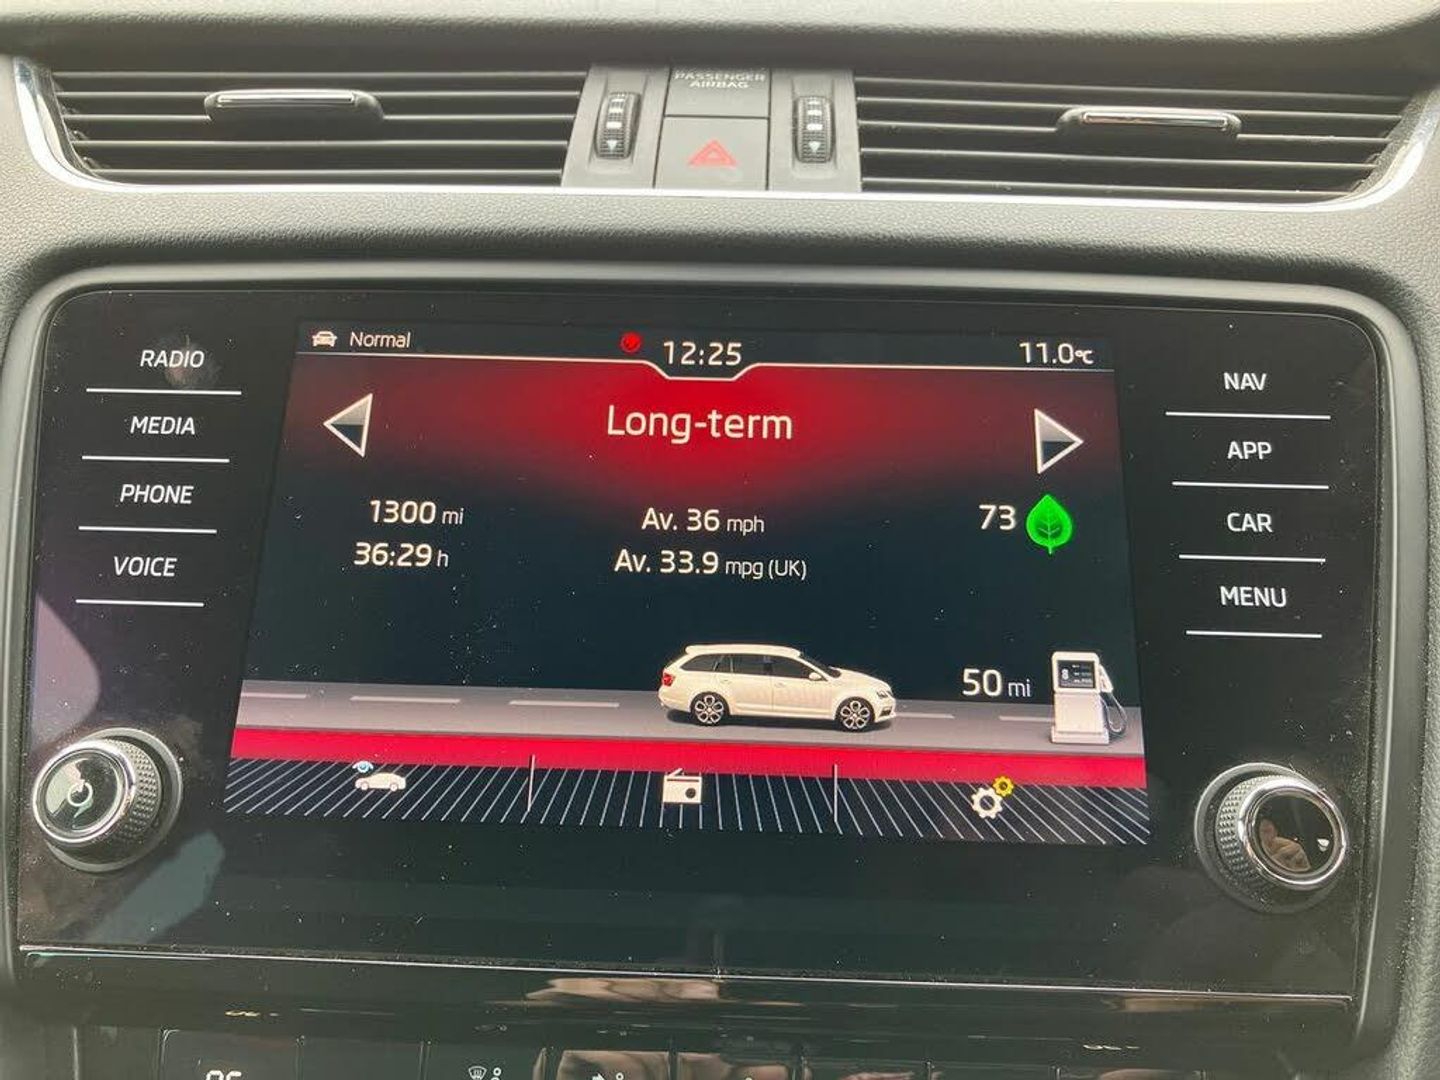 PASSENGER
AIRBAG
RADIO
MEDIA
PHONE
VOICE
Normal
12:25
11.0°C
Long-term
1300 mi
36:29 h
Av. 36 mph
Av. 33.9 mpg (UK)
73
50 mi
8
NAV
APP
CAR
MENU